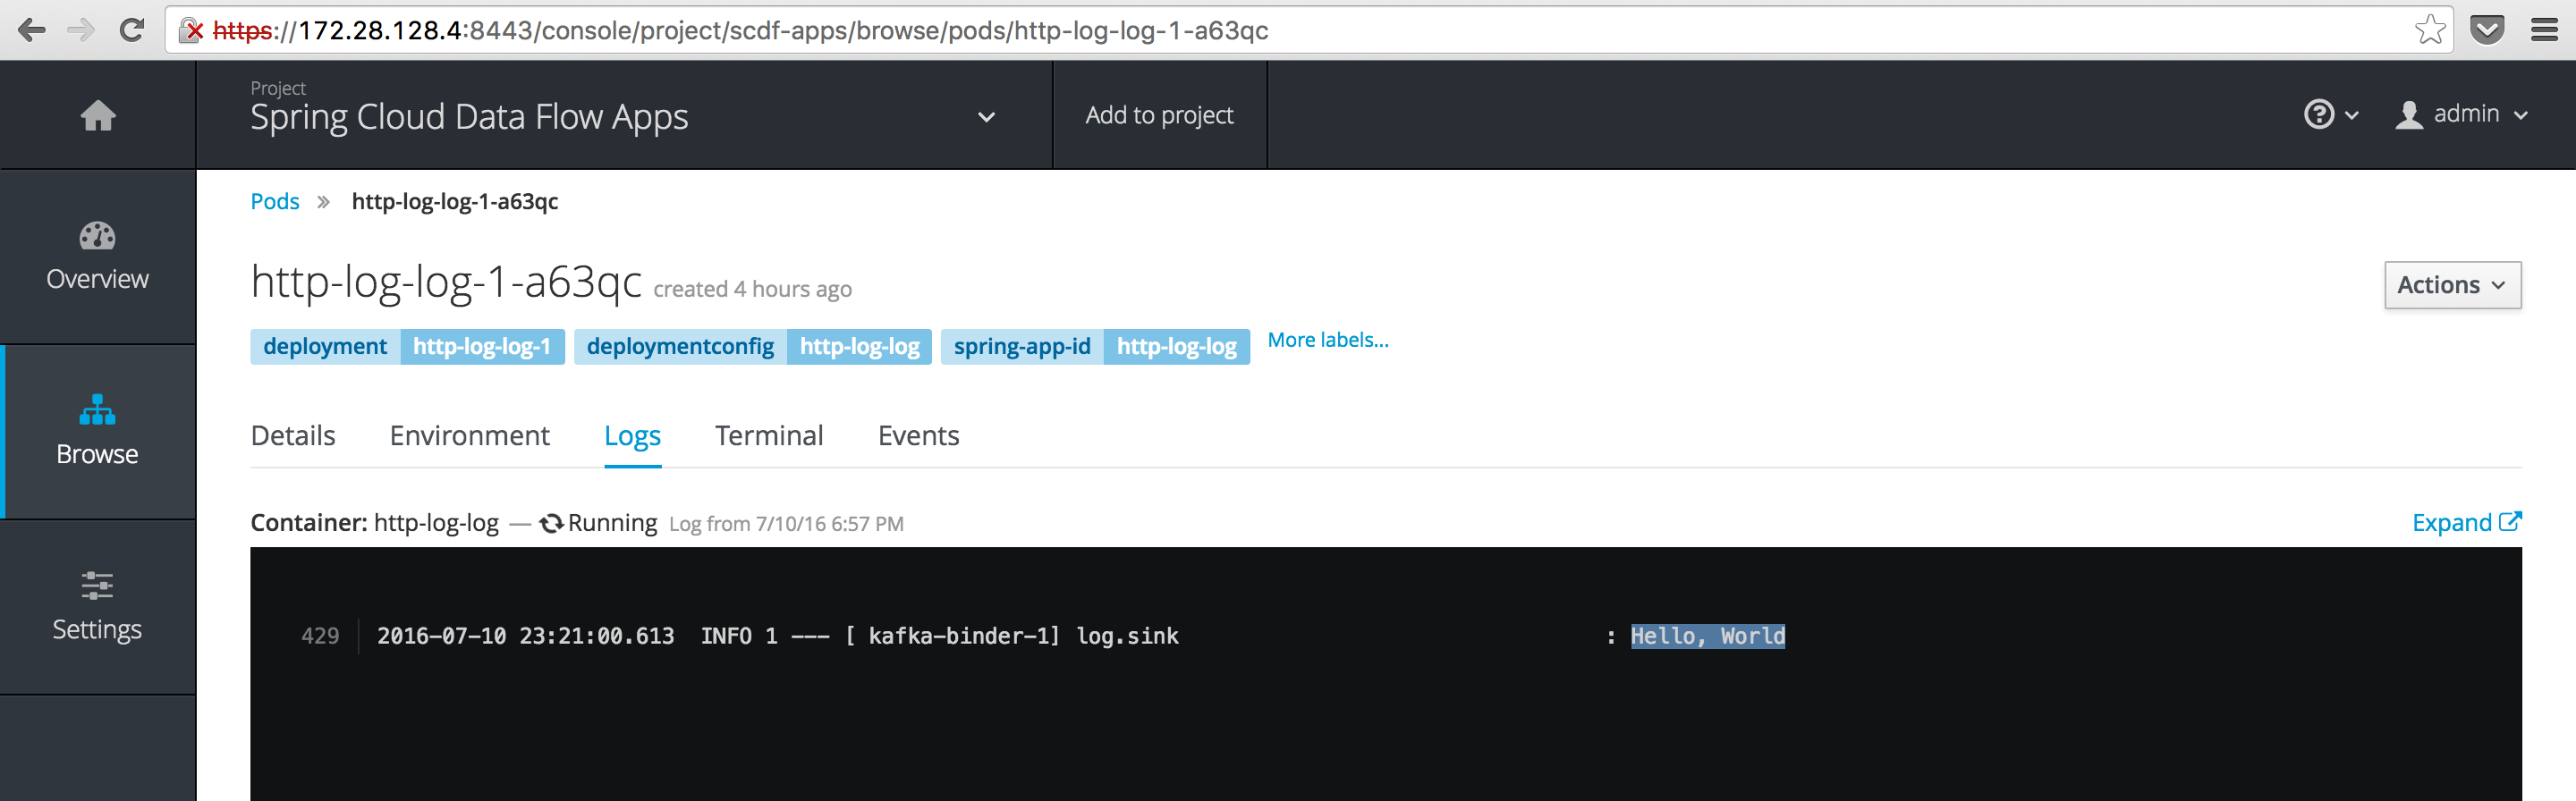 https://172.28.128.4:8443/console/project/scdf-apps/browse/pods/http-log-log-1-a63qc
Project
Spring Cloud Data Flow Apps
Add to project
admin
Pods » http-log-log-1-a63qc
Overview
http-log-log-1-a63qc created 4 hours ago
Actions
deployment http-log-log-1 deploymentconfig http-log-log spring-app-id http-log-log More labels...
Browse
Details Environment Logs Terminal Events
Container: http-log-log — Running Log from 7/10/16 6:57 PM Expand
Settings
429 2016-07-10 23:21:00.613  INFO 1 --- [ kafka-binder-1] log.sink : Hello, World